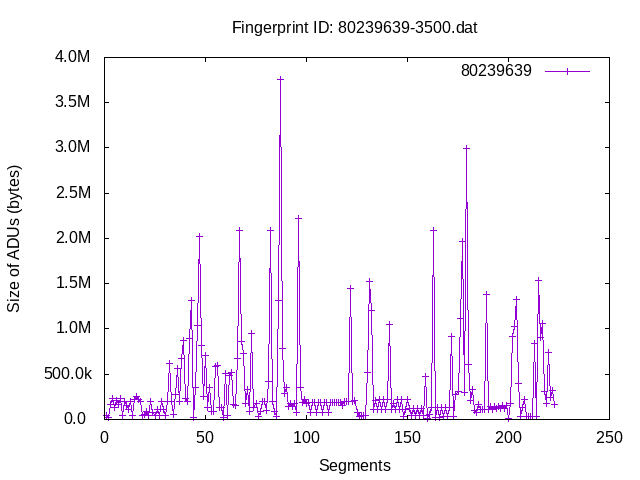 Fingerprint ID: 80239639-3500.dat
80239639
4.0M
3.5M
3.0M
2.5M
2.0M
1.5M
1.0M
500.0k
0.0
0 50 100 150 200 250
Size of ADUs (bytes)
Segments